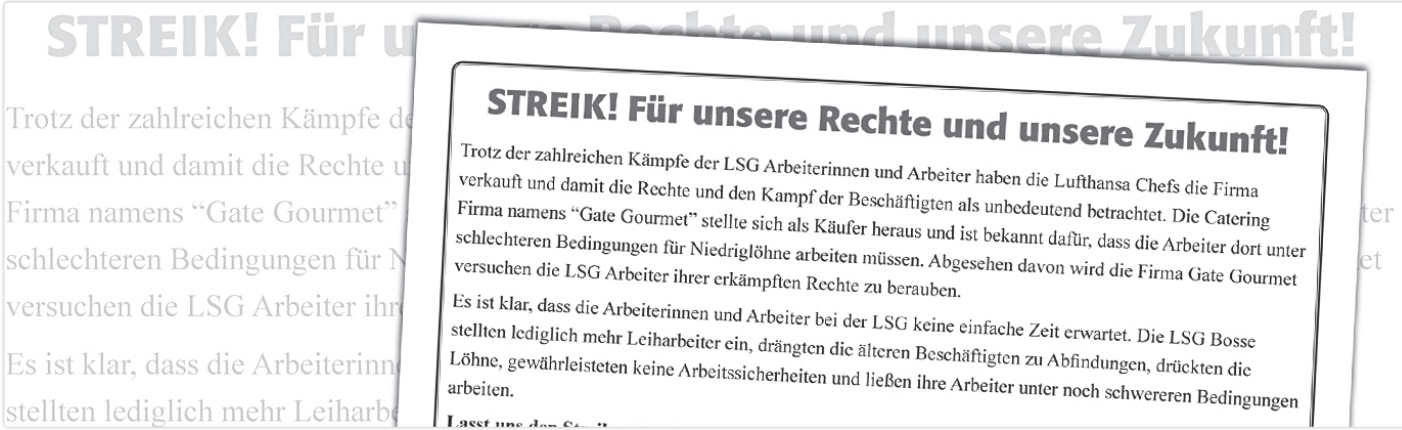 STREIK! Für u Rechte und unsere Zukunft!
Trotz der zahlreichen Kämpfe de
verkauft und damit die Rechte u
Firma namens “Gate Gourmet” ter
schlechteren Bedingungen für N et
versuchen die LSG Arbeiter ihr
Es ist klar, dass die Arbeiterinn
stellten lediglich mehr Leiharbe
STREIK! Für unsere Rechte und unsere Zukunft!
Trotz der zahlreichen Kämpfe der LSG Arbeiterinnen und Arbeiter haben die Lufthansa Chefs die Firma
verkauft und damit die Rechte und den Kampf der Beschäftigten als unbedeutend betrachtet. Die Catering
Firma namens “Gate Gourmet” stellte sich als Käufer heraus und ist bekannt dafür, dass die Arbeiter dort unter
schlechteren Bedingungen für Niedriglöhne arbeiten müssen. Abgesehen davon wird die Firma Gate Gourmet
versuchen die LSG Arbeiter ihrer erkämpften Rechte zu berauben.
Es ist klar, dass die Arbeiterinnen und Arbeiter bei der LSG keine einfache Zeit erwartet. Die LSG Bosse
stellten lediglich mehr Leiharbeiter ein, drängten die älteren Beschäftigten zu Abfindungen, drückten die
Löhne, gewährleisteten keine Arbeitssicherheiten und ließen ihre Arbeiter unter noch schwereren Bedingungen
arbeiten.
Lasst uns den